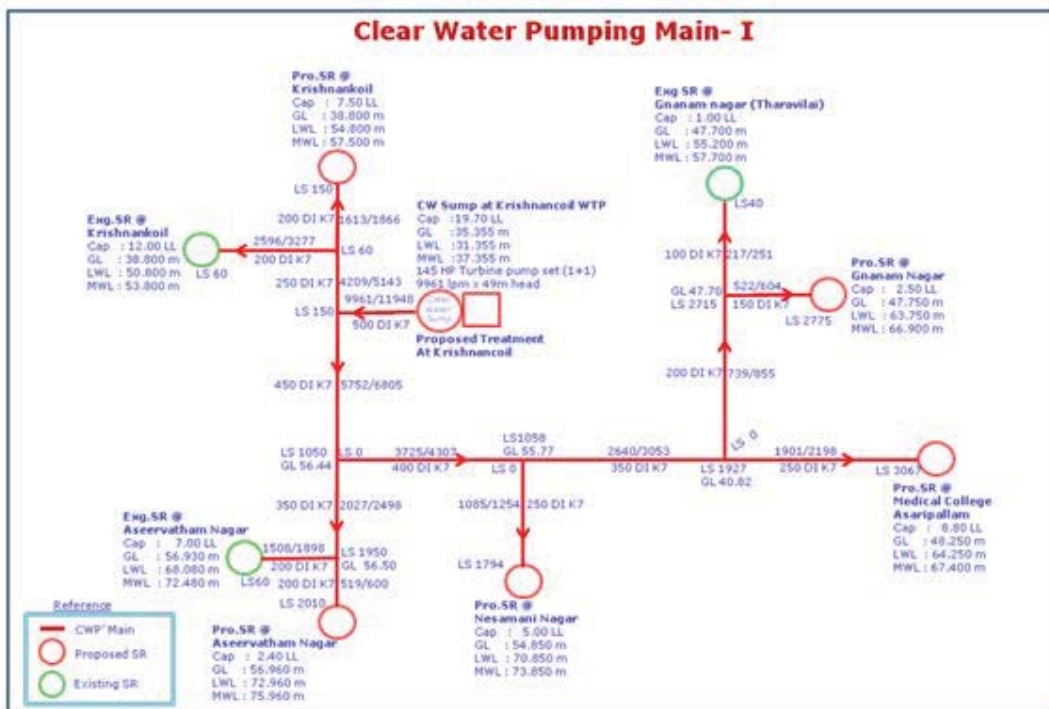 Clear Water Pumping Main- I
Pro.SR @
Krishnankoil
Cap : 7.50 LL
GL : 38.800 m
LWL : 54.800 m
MWL : 57.500 m
LS 150
200 DI K7 1613/1866
Exg.SR @
Krishnankoil
Cap : 12.00 LL
GL : 38.800 m
LWL : 50.800 m
MWL : 53.800 m
LS 60
2596/3277
200 DI K7
LS 60
250 DI K7 4209/5143
LS 150
CW Sump at Krishnancoil WTP
Cap :19.70 LL
GL : 35.355 m
LWL : 31.355 m
MWL : 37.355 m
145 HP Turbine pump set (1+1)
9961 lpm x 49m head
9961/11948
500 DI K7
Clear
Water
Sump
Proposed Treatment
At Krishnancoil
Exg SR @
Gnanam nagar (Tharavilai)
Cap : 1.00 LL
GL : 47.700 m
LWL : 55.200 m
MWL : 57.700 m
LS40
100 DI K7 217/251
Pro.SR @
Gnanam Nagar
Cap : 2.50 LL
GL : 47.750 m
LWL : 63.750 m
MWL : 66.900 m
GL 47.70
LS 2715
522/604
150 DI K7
LS 2775
200 DI K7 739/855
450 DI K7 5752/6805
LS 1050 LS 0
GL 56.44
3725/4307
400 DI K7
LS1058
GL 55.77
LS 0
2640/3053
350 DI K7
LS 0
LS 1927
GL 40.82
1901/2198
250 DI K7
LS 3067
Pro.SR @
Medical College
Asaripallam
Cap : 8.80 LL
GL : 48.250 m
LWL : 64.250 m
MWL : 67.400 m
350 DI K7 2027/2498
1085/1254 250 DI K7
Exg.SR @
Aseervatham Nagar
Cap : 7.00 LL
GL : 56.930 m
LWL : 68.080 m
MWL : 72.480 m
LS60
1508/1898
200 DI K7
LS 1950
GL 56.50
200 DI K7 519/600
LS 2010
LS 1794
Pro.SR @
Nesamani Nagar
Cap : 5.00 LL
GL : 54.850 m
LWL : 70.850 m
MWL : 73.850 m
Pro.SR @
Aseervatham Nagar
Cap : 2.40 LL
GL : 56.960 m
LWL : 72.960 m
MWL : 75.960 m
Reference
CWP' Main
Proposed SR
Existing SR